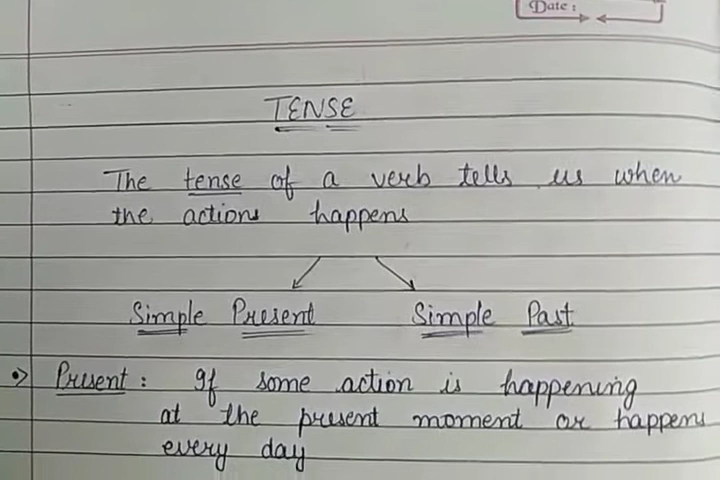 Date :
TENSE
The tense of a verb tells us when
the actions happens
Simple Present Simple Past
Present : If some action is happening
at the present moment or happens
every day